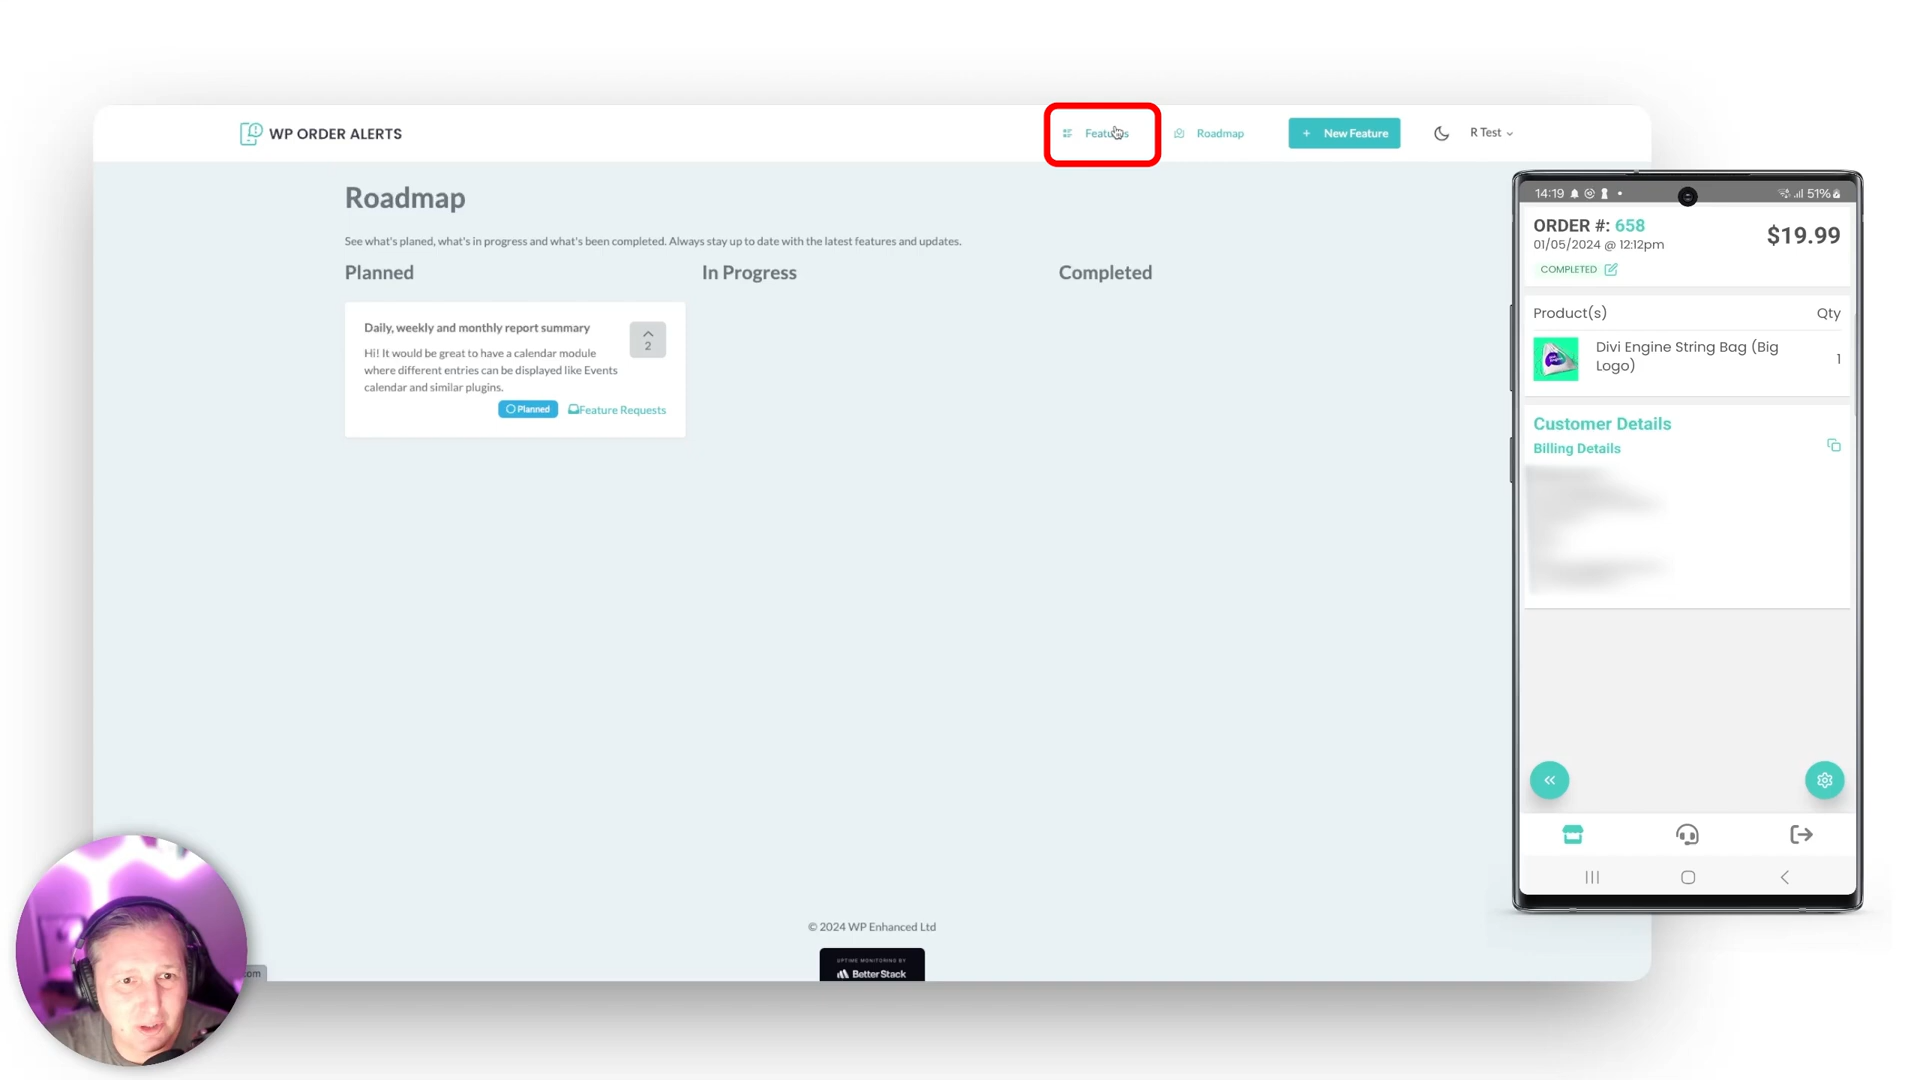 WP ORDER ALERTS
Features
Roadmap
+ New Feature
R Test
Roadmap
See what's planed, what's in progress and what's been completed. Always stay up to date with the latest features and updates.
Planned
In Progress
Completed
Daily, weekly and monthly report summary
2
Hi! It would be great to have a calendar module
where different entries can be displayed like Events
calendar and similar plugins.
Planned
Feature Requests
© 2024 WP Enhanced Ltd
UPTIME MONITORING BY
Better Stack
14:19
51%
ORDER #: 658
$19.99
01/05/2024 @ 12:12pm
COMPLETED
Product(s)
Qty
Divi Engine String Bag (Big
Logo)
1
Customer Details
Billing Details